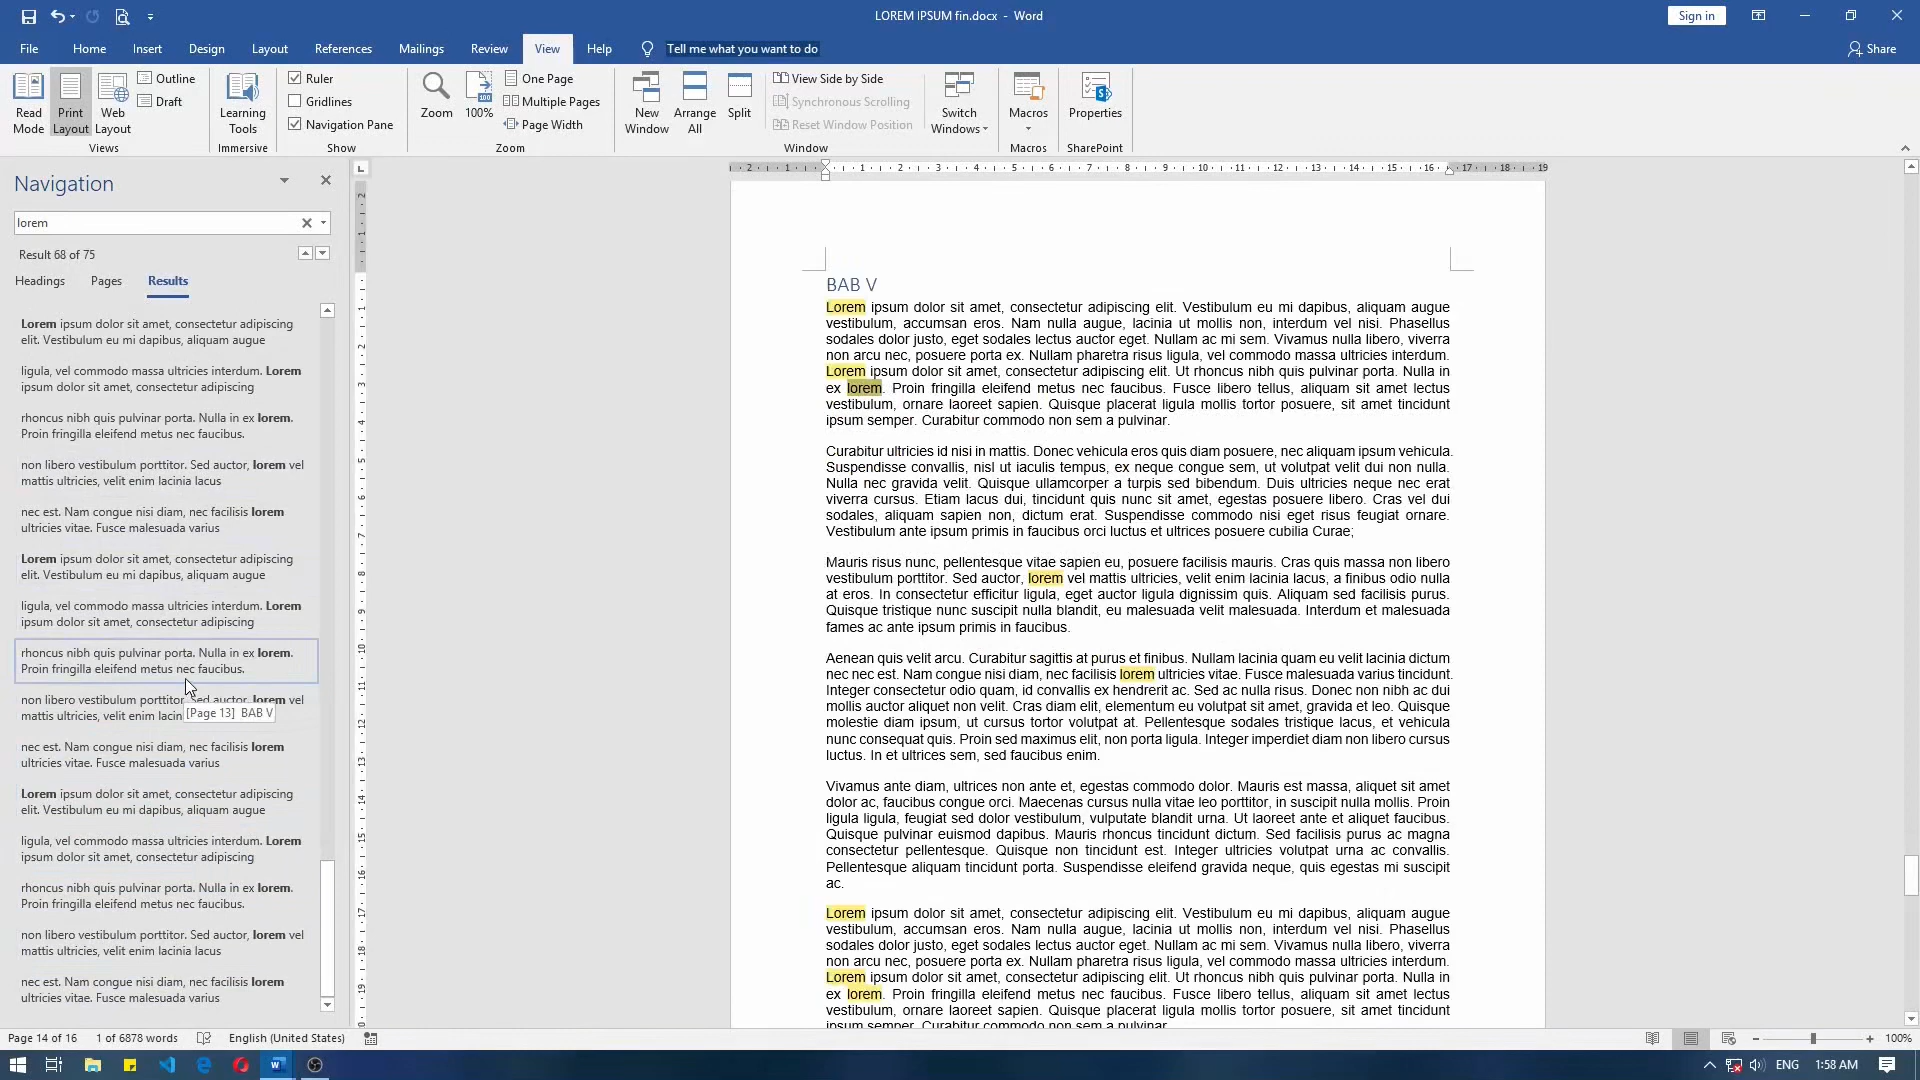 LOREM IPSUM fin.docx - Word
Sign in
File Home Insert Design Layout References Mailings Review View Help Tell me what you want to do Share
Read Mode
Print Layout
Web Layout
Outline
Draft
Views
Learning Tools
Immersive
Ruler
Gridlines
Navigation Pane
Show
Zoom
100%
One Page
Multiple Pages
Page Width
Zoom
New Window
Arrange All
Split
View Side by Side
Synchronous Scrolling
Reset Window Position
Window
Switch Windows
Macros
Macros
Properties
SharePoint
Navigation
lorem
Result 68 of 75
Headings Pages Results
Lorem ipsum dolor sit amet, consectetur adipiscing
elit. Vestibulum eu mi dapibus, aliquam augue
ligula, vel commodo massa ultricies interdum. Lorem
ipsum dolor sit amet, consectetur adipiscing
rhoncus nibh quis pulvinar porta. Nulla in ex lorem.
Proin fringilla eleifend metus nec faucibus.
non libero vestibulum porttitor. Sed auctor, lorem vel
mattis ultricies, velit enim lacinia lacus
nec est. Nam congue nisi diam, nec facilisis lorem
ultricies vitae. Fusce malesuada varius
Lorem ipsum dolor sit amet, consectetur adipiscing
elit. Vestibulum eu mi dapibus, aliquam augue
ligula, vel commodo massa ultricies interdum. Lorem
ipsum dolor sit amet, consectetur adipiscing
rhoncus nibh quis pulvinar porta. Nulla in ex lorem.
Proin fringilla eleifend metus nec faucibus.
non libero vestibulum porttitor. Sed auctor, lorem vel
mattis ultricies, velit enim lacin
[Page 13] BAB V
nec est. Nam congue nisi diam, nec facilisis lorem
ultricies vitae. Fusce malesuada varius
Lorem ipsum dolor sit amet, consectetur adipiscing
elit. Vestibulum eu mi dapibus, aliquam augue
ligula, vel commodo massa ultricies interdum. Lorem
ipsum dolor sit amet, consectetur adipiscing
rhoncus nibh quis pulvinar porta. Nulla in ex lorem.
Proin fringilla eleifend metus nec faucibus.
non libero vestibulum porttitor. Sed auctor, lorem vel
mattis ultricies, velit enim lacinia lacus
nec est. Nam congue nisi diam, nec facilisis lorem
ultricies vitae. Fusce malesuada varius
2 1 1 2 3 4 5 6 7 8 9 10 11 12 13 14 15 16 17 18 19
BAB V
Lorem ipsum dolor sit amet, consectetur adipiscing elit. Vestibulum eu mi dapibus, aliquam augue
vestibulum, accumsan eros. Nam nulla augue, lacinia ut mollis non, interdum vel nisi. Phasellus
sodales dolor justo, eget sodales lectus auctor eget. Nullam ac mi sem. Vivamus nulla libero, viverra
non arcu nec, posuere porta ex. Nullam pharetra risus ligula, vel commodo massa ultricies interdum.
Lorem ipsum dolor sit amet, consectetur adipiscing elit. Ut rhoncus nibh quis pulvinar porta. Nulla in
ex lorem. Proin fringilla eleifend metus nec faucibus. Fusce libero tellus, aliquam sit amet lectus
vestibulum, ornare laoreet sapien. Quisque placerat ligula mollis tortor posuere, sit amet tincidunt
ipsum semper. Curabitur commodo non sem a pulvinar.
Curabitur ultricies id nisi in mattis. Donec vehicula eros quis diam posuere, nec aliquam ipsum vehicula.
Suspendisse convallis, nisl ut iaculis tempus, ex neque congue sem, ut volutpat velit dui non nulla.
Nulla nec gravida velit. Quisque ullamcorper a turpis sed bibendum. Duis ultricies neque nec erat
viverra cursus. Etiam lacus dui, tincidunt quis nunc sit amet, egestas posuere libero. Cras vel dui
sodales, aliquam sapien non, dictum erat. Suspendisse commodo nisi eget risus feugiat ornare.
Vestibulum ante ipsum primis in faucibus orci luctus et ultrices posuere cubilia Curae;
Mauris risus nunc, pellentesque vitae sapien eu, posuere facilisis mauris. Cras quis massa non libero
vestibulum porttitor. Sed auctor, lorem vel mattis ultricies, velit enim lacinia lacus, a finibus odio nulla
at eros. In consectetur efficitur ligula, eget auctor ligula dignissim quis. Aliquam sed facilisis purus.
Quisque tristique nunc suscipit nulla blandit, eu malesuada velit malesuada. Interdum et malesuada
fames ac ante ipsum primis in faucibus.
Aenean quis velit arcu. Curabitur sagittis at purus et finibus. Nullam lacinia quam eu velit lacinia dictum
nec nec est. Nam congue nisi diam, nec facilisis lorem ultricies vitae. Fusce malesuada varius tincidunt.
Integer consectetur odio quam, id convallis ex hendrerit ac. Sed ac nulla risus. Donec non nibh ac dui
mollis auctor aliquet non velit. Cras diam elit, elementum eu volutpat sit amet, gravida et leo. Quisque
molestie diam ipsum, ut cursus tortor volutpat at. Pellentesque sodales tristique lacus, et vehicula
nunc consequat quis. Proin sed maximus elit, non porta ligula. Integer imperdiet diam non libero cursus
luctus. In et ultrices sem, sed faucibus enim.
Vivamus ante diam, ultrices non ante et, egestas commodo dolor. Mauris est massa, aliquet sit amet
dolor ac, faucibus congue orci. Maecenas cursus nulla vitae leo porttitor, in suscipit nulla mollis. Proin
ligula ligula, feugiat sed dolor vestibulum, vulputate blandit urna. Ut laoreet ante et aliquet faucibus.
Quisque pulvinar euismod dapibus. Mauris rhoncus tincidunt dictum. Sed facilisis purus ac magna
consectetur pellentesque. Quisque non tincidunt est. Integer ultricies volutpat urna ac convallis.
Pellentesque aliquam tincidunt porta. Suspendisse eleifend gravida neque, quis egestas mi suscipit
ac.
Lorem ipsum dolor sit amet, consectetur adipiscing elit. Vestibulum eu mi dapibus, aliquam augue
vestibulum, accumsan eros. Nam nulla augue, lacinia ut mollis non, interdum vel nisi. Phasellus
sodales dolor justo, eget sodales lectus auctor eget. Nullam ac mi sem. Vivamus nulla libero, viverra
non arcu nec, posuere porta ex. Nullam pharetra risus ligula, vel commodo massa ultricies interdum.
Lorem ipsum dolor sit amet, consectetur adipiscing elit. Ut rhoncus nibh quis pulvinar porta. Nulla in
ex lorem. Proin fringilla eleifend metus nec faucibus. Fusce libero tellus, aliquam sit amet lectus
vestibulum, ornare laoreet sapien. Quisque placerat ligula mollis tortor posuere, sit amet tincidunt
ipsum semper. Curabitur commodo non sem a pulvinar.
Page 14 of 16 1 of 6878 words English (United States) 100%
ENG 1:58 AM